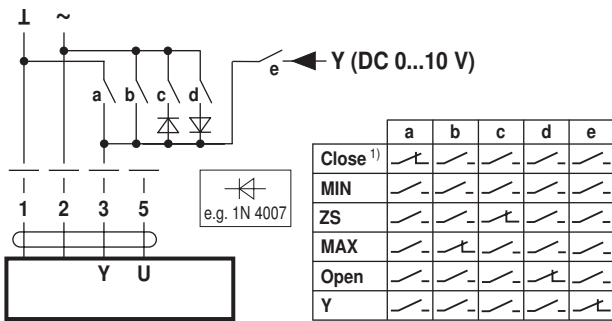 ⊥ ~
e
Y (DC 0...10 V)
a b c d
1 2 3 5
e.g. 1N 4007
Y U
a b c d e
Close 1)
MIN
ZS
MAX
Open
Y